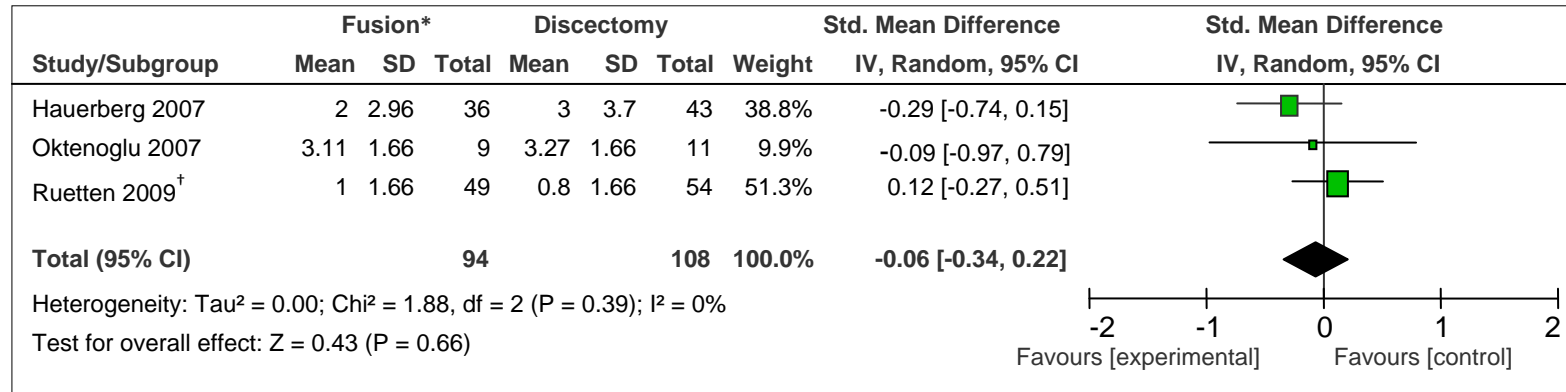 Fusion* Discectomy Std. Mean Difference Std. Mean Difference
Study/Subgroup Mean SD Total Mean SD Total Weight IV, Random, 95% CI IV, Random, 95% CI
Hauerberg 2007 2 2.96 36 3 3.7 43 38.8% -0.29 [-0.74, 0.15]
Oktenoglu 2007 3.11 1.66 9 3.27 1.66 11 9.9% -0.09 [-0.97, 0.79]
Ruetten 2009† 1 1.66 49 0.8 1.66 54 51.3% 0.12 [-0.27, 0.51]
Total (95% CI) 94 108 100.0% -0.06 [-0.34, 0.22]
Heterogeneity: Tau² = 0.00; Chi² = 1.88, df = 2 (P = 0.39); I² = 0%
Test for overall effect: Z = 0.43 (P = 0.66)
-2 -1 0 1 2
Favours [experimental] Favours [control]